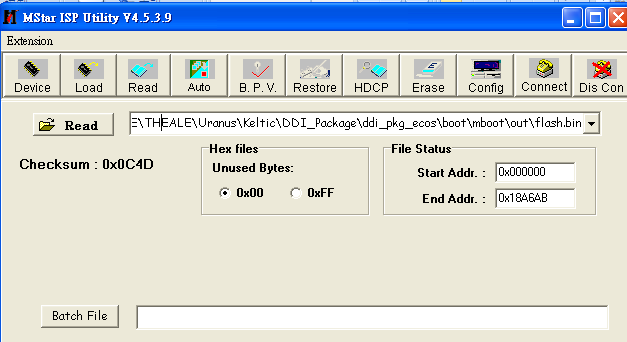 MStar ISP Utility V4.5.3.9
Extension
Device Load Read Auto B. P. V. Restore HDCP Erase Config Connect Dis Con
Read E\THEALE\Uranus\Keltic\DDI_Package\ddi_pkg_ecos\boot\mboot\out\flash.bin
Checksum : 0x0C4D
Hex files
Unused Bytes:
0x00 0xFF
File Status
Start Addr. : 0x000000
End Addr. : 0x18A6AB
Batch File